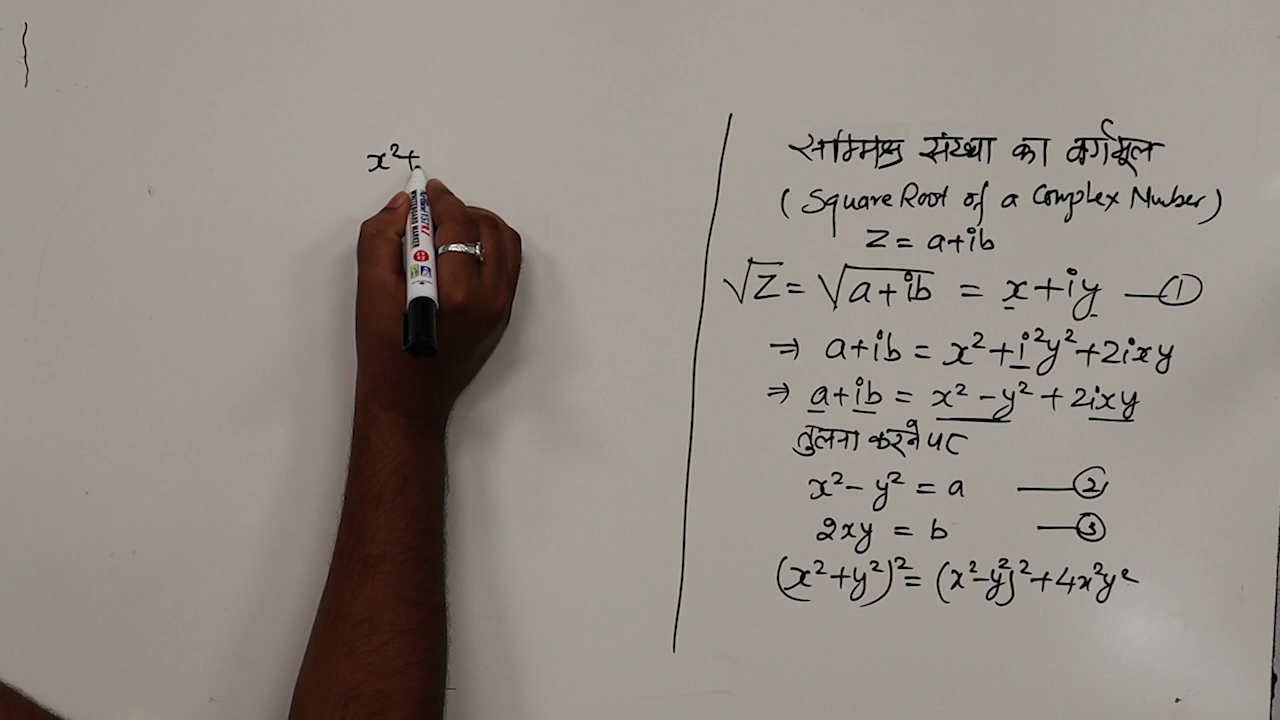 x²+
सम्मिश्र संख्या का वर्गमूल
(Square Root of a Complex Number)
Z = a+ib
√Z = √a+ib = x+iy —①
⇒ a+ib = x²+i²y²+2ixy
⇒ a+ib = x²-y²+2ixy
तुलना करने पर
x²-y² = a —②
2xy = b —③
(x²+y²)² = (x²-y²)²+4x²y²